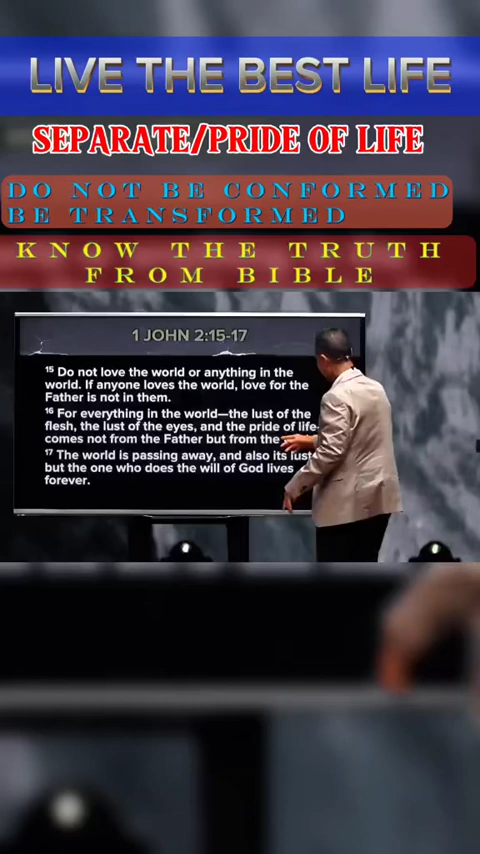 LIVE THE BEST LIFE
SEPARATE/PRIDE OF LIFE
DO NOT BE CONFORMED
BE TRANSFORMED
KNOW THE TRUTH
FROM BIBLE
1 JOHN 2:15-17
15 Do not love the world or anything in the
world. If anyone loves the world, love for the
Father is not in them.
16 For everything in the world—the lust of the
flesh, the lust of the eyes, and the pride of life-
comes not from the Father but from the
17 The world is passing away, and also its lust
but the one who does the will of God lives
forever.